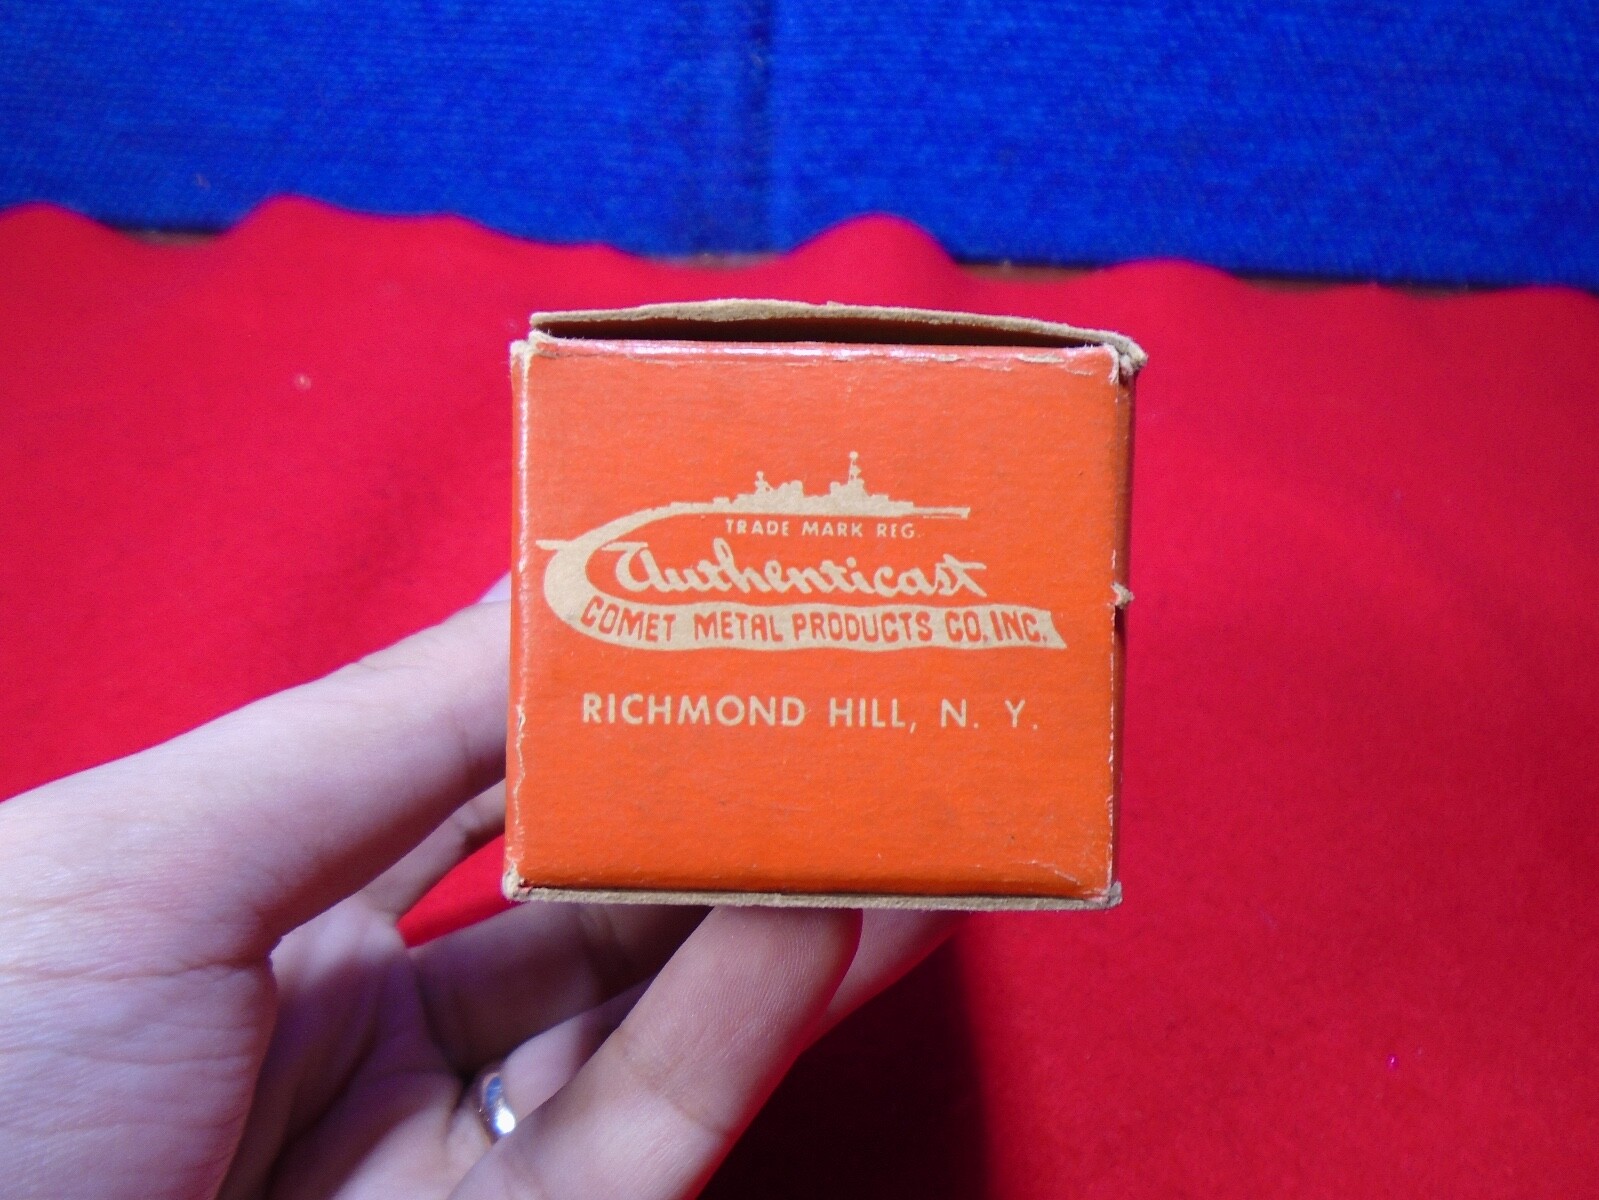 TRADE MARK REG.
Authenticast
COMET METAL PRODUCTS CO. INC.
RICHMOND HILL, N. Y.